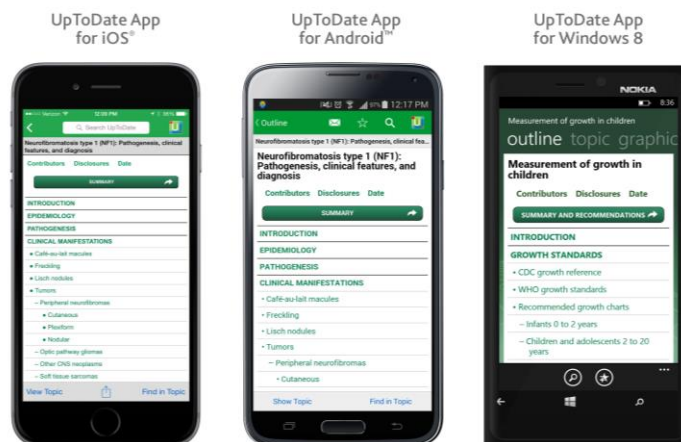 UpToDate App
for iOS®
UpToDate App
for Android™
UpToDate App
for Windows 8
Verizon
12:05 PM
38%
Search UpToDate
Neurofibromatosis type 1 (NF1): Pathogenesis, clinical
features, and diagnosis
Contributors Disclosures Date
SUMMARY
INTRODUCTION
EPIDEMIOLOGY
PATHOGENESIS
CLINICAL MANIFESTATIONS
• Café-au-lait macules
• Freckling
• Lisch nodules
• Tumors
– Peripheral neurofibromas
• Cutaneous
• Plexiform
• Nodular
– Optic pathway gliomas
– Other CNS neoplasms
– Soft tissue sarcomas
View Topic Find in Topic
12:17 PM
Outline
Neurofibromatosis type 1 (NF1): Pathogenesis, clinical fea...
Neurofibromatosis type 1 (NF1):
Pathogenesis, clinical features, and
diagnosis
Contributors Disclosures Date
SUMMARY
INTRODUCTION
EPIDEMIOLOGY
PATHOGENESIS
CLINICAL MANIFESTATIONS
• Café-au-lait macules
• Freckling
• Lisch nodules
• Tumors
– Peripheral neurofibromas
• Cutaneous
Show Topic Find in Topic
NOKIA
8:36
Measurement of growth in children
outline topic graphic
Measurement of growth in
children
Contributors Disclosures Date
SUMMARY AND RECOMMENDATIONS
INTRODUCTION
GROWTH STANDARDS
• CDC growth reference
• WHO growth standards
• Recommended growth charts
– Infants 0 to 2 years
– Children and adolescents 2 to 20
years